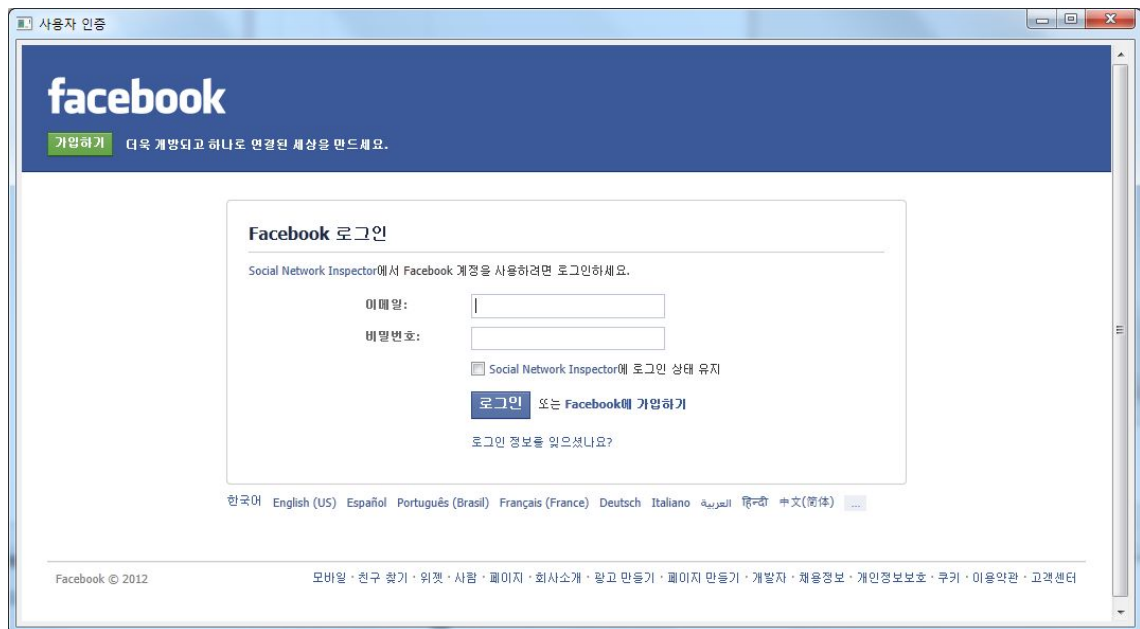 사용자 인증
facebook
가입하기 더욱 개방되고 하나로 연결된 세상을 만드세요.
Facebook 로그인
Social Network Inspector에서 Facebook 계정을 사용하려면 로그인하세요.
이메일:
비밀번호:
Social Network Inspector에 로그인 상태 유지
로그인 또는 Facebook에 가입하기
로그인 정보를 잊으셨나요?
한국어 English (US) Español Português (Brasil) Français (France) Deutsch Italiano العربية हिन्दी 中文(简体) ...
Facebook © 2012 모바일 · 친구 찾기 · 위젯 · 사람 · 페이지 · 회사소개 · 광고 만들기 · 페이지 만들기 · 개발자 · 채용정보 · 개인정보보호 · 쿠키 · 이용약관 · 고객센터